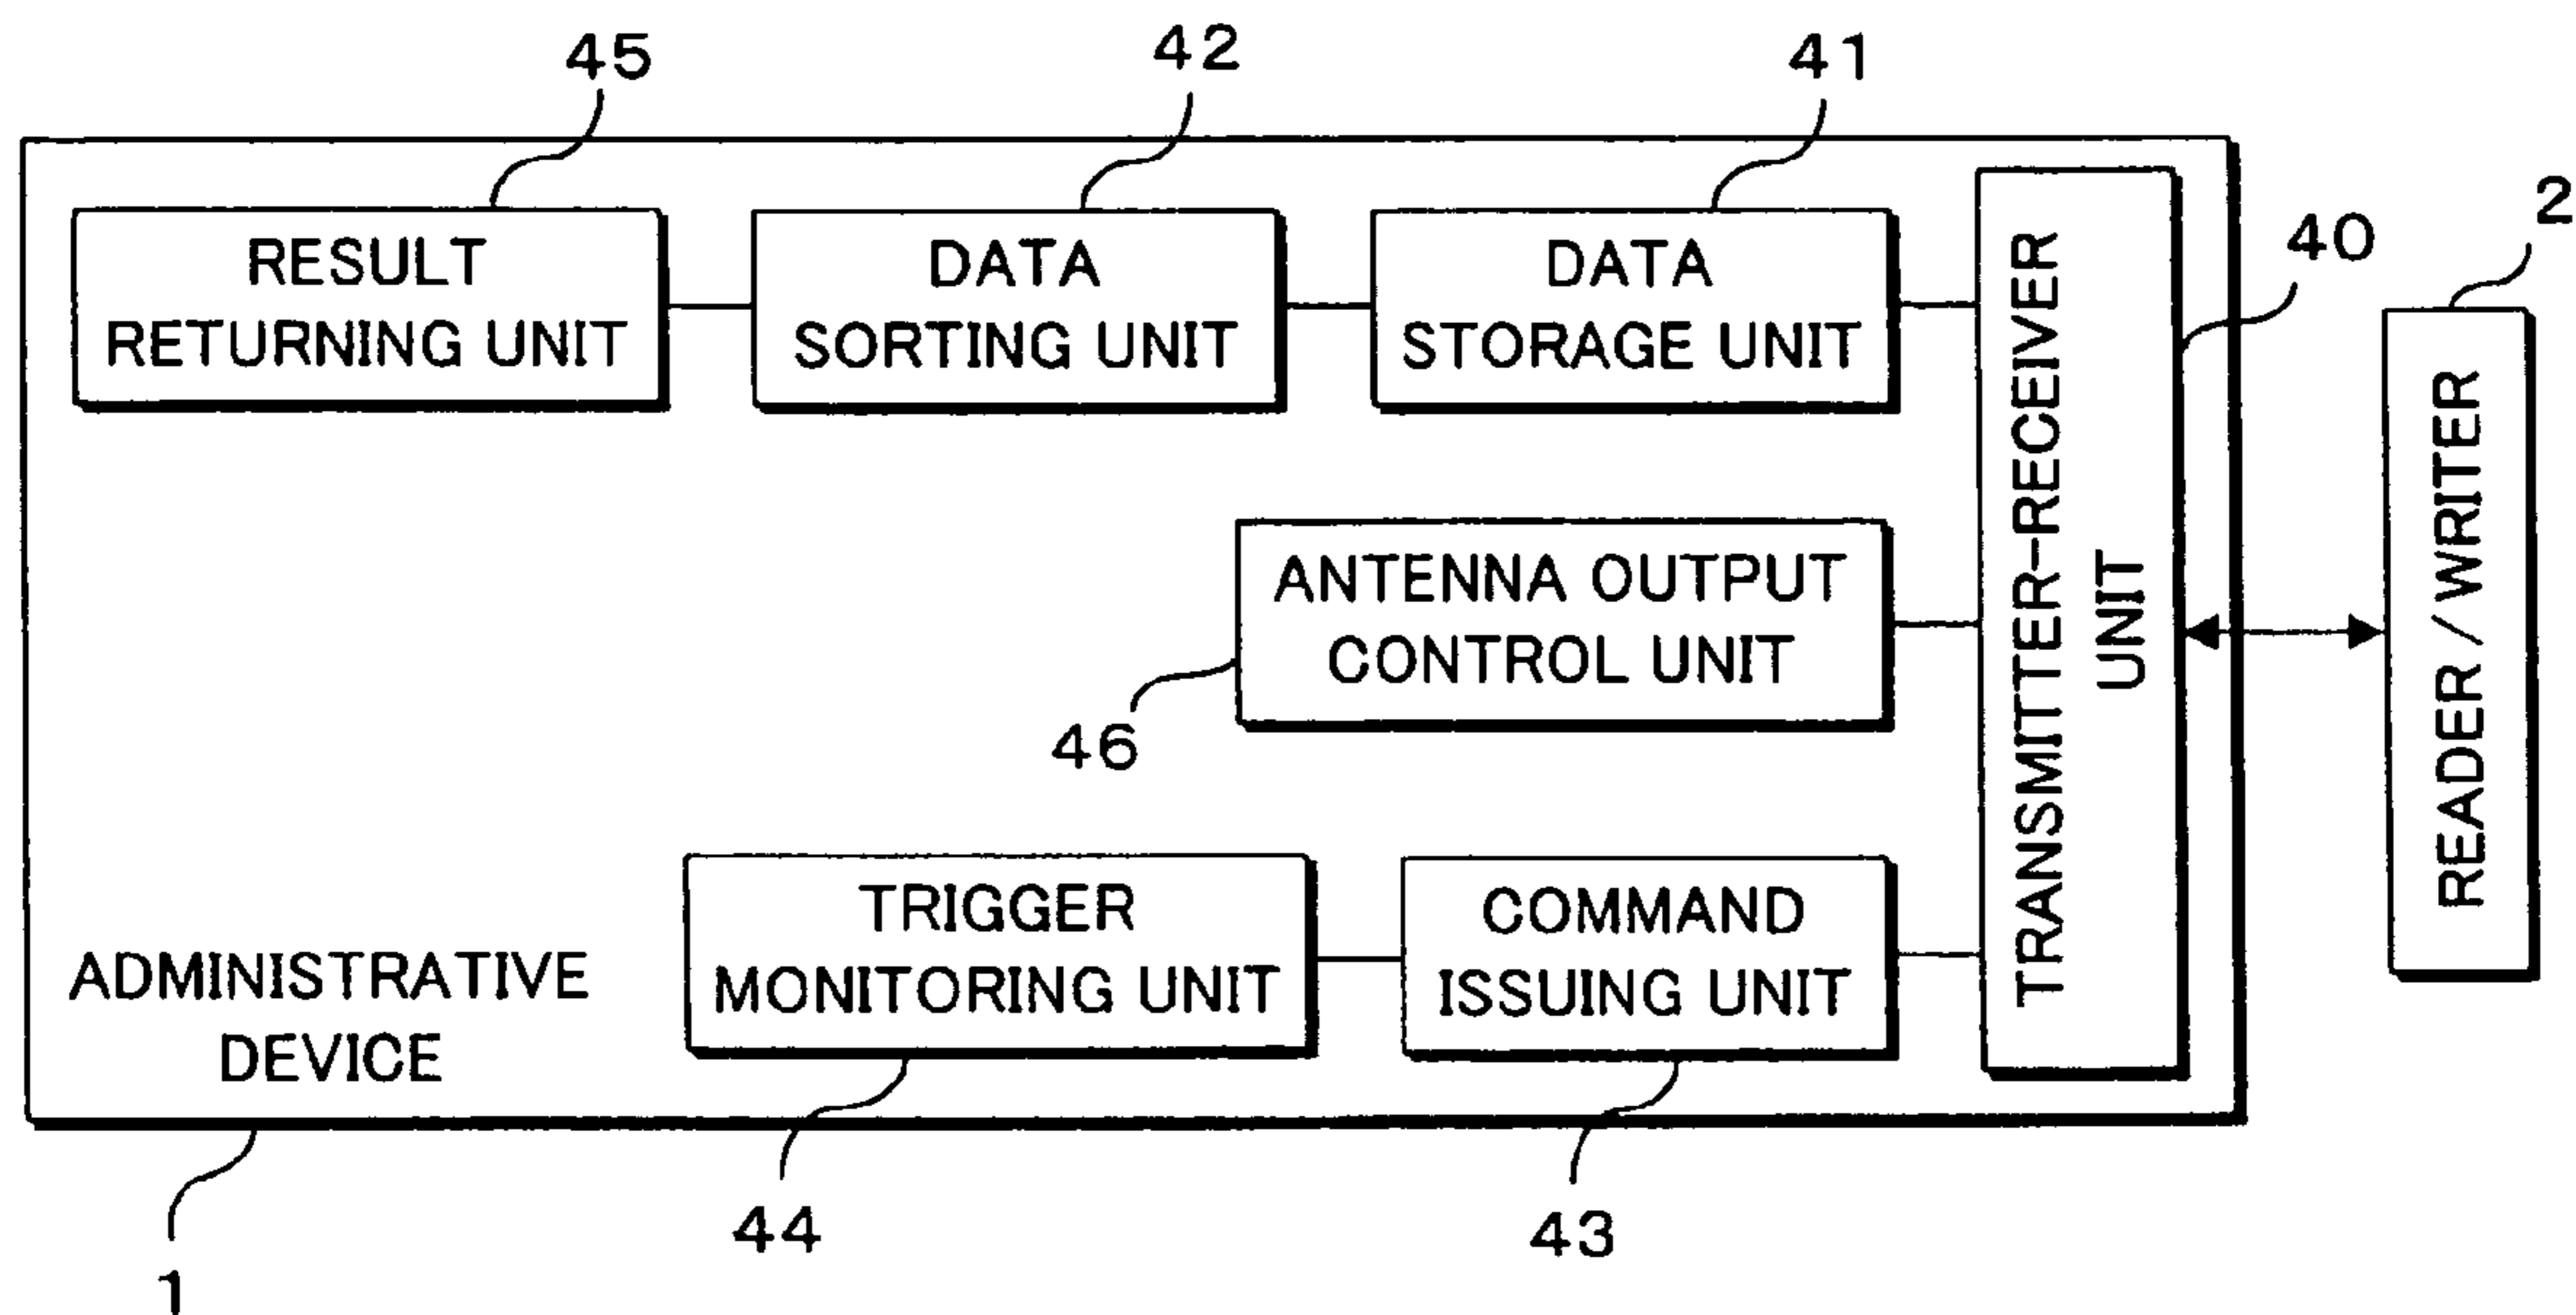 45
42
41
2
40
RESULT
RETURNING UNIT
DATA
SORTING UNIT
DATA
STORAGE UNIT
TRANSMITTER-RECEIVER
UNIT
READER/WRITER
ANTENNA OUTPUT
CONTROL UNIT
46
TRIGGER
MONITORING UNIT
COMMAND
ISSUING UNIT
ADMINISTRATIVE
DEVICE
44
43
1